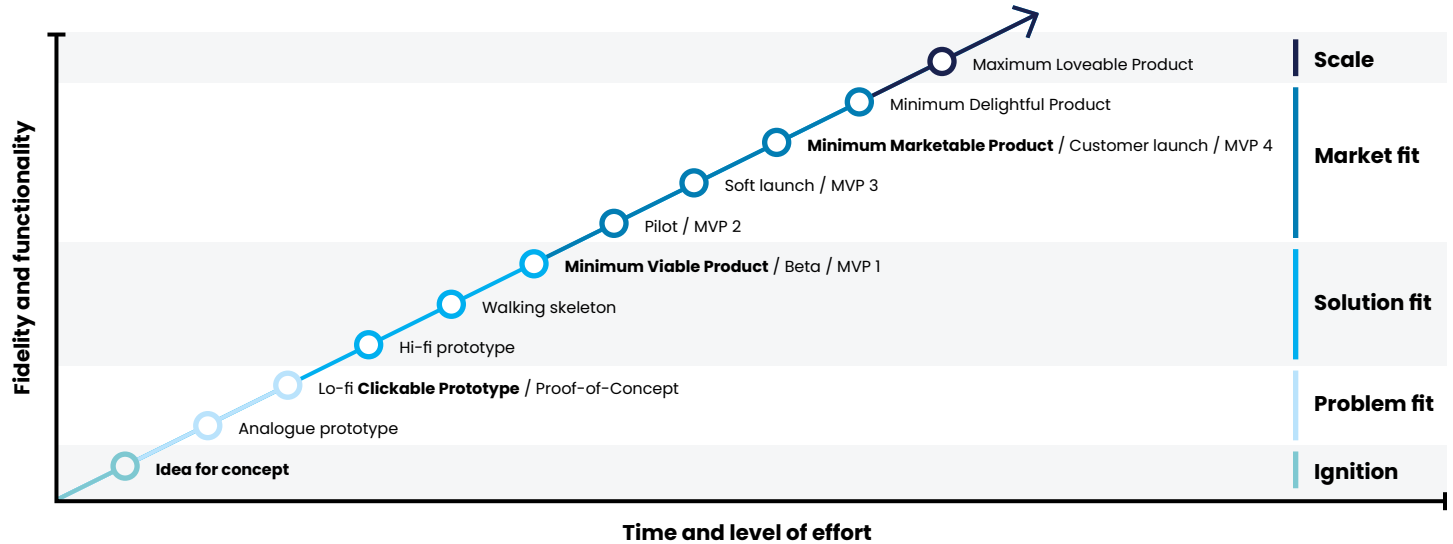 Maximum Loveable Product
Scale
Minimum Delightful Product
Minimum Marketable Product / Customer launch / MVP 4
Market fit
Soft launch / MVP 3
Pilot / MVP 2
Minimum Viable Product / Beta / MVP 1
Walking skeleton
Solution fit
Hi-fi prototype
Lo-fi Clickable Prototype / Proof-of-Concept
Problem fit
Analogue prototype
Idea for concept
Ignition
Fidelity and functionality
Time and level of effort